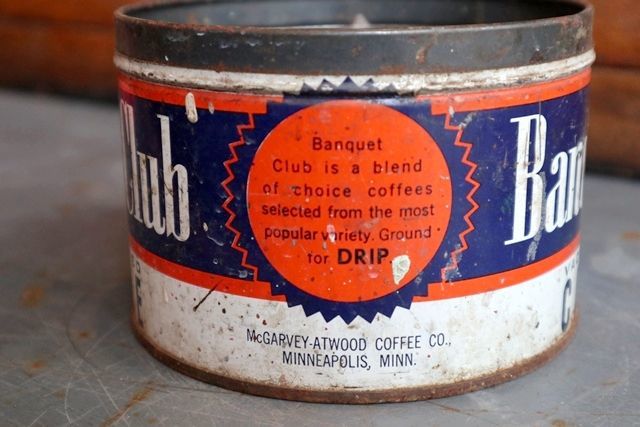 Club
Banquet
Club is a blend
of choice coffees
selected from the most
popular variety. Ground
for DRIP.
McGARVEY-ATWOOD COFFEE CO.,
MINNEAPOLIS, MINN.